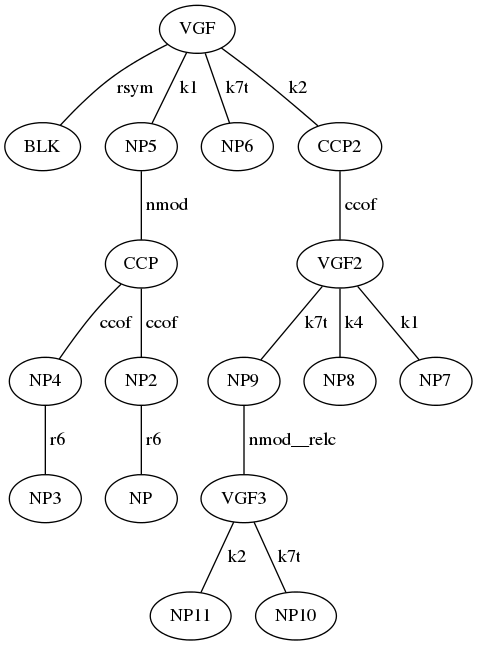 VGF
rsym k1 k7t k2
BLK NP5 NP6 CCP2
nmod ccof
CCP VGF2
ccof ccof k7t k4 k1
NP4 NP2 NP9 NP8 NP7
r6 r6 nmod__relc
NP3 NP VGF3
k2 k7t
NP11 NP10